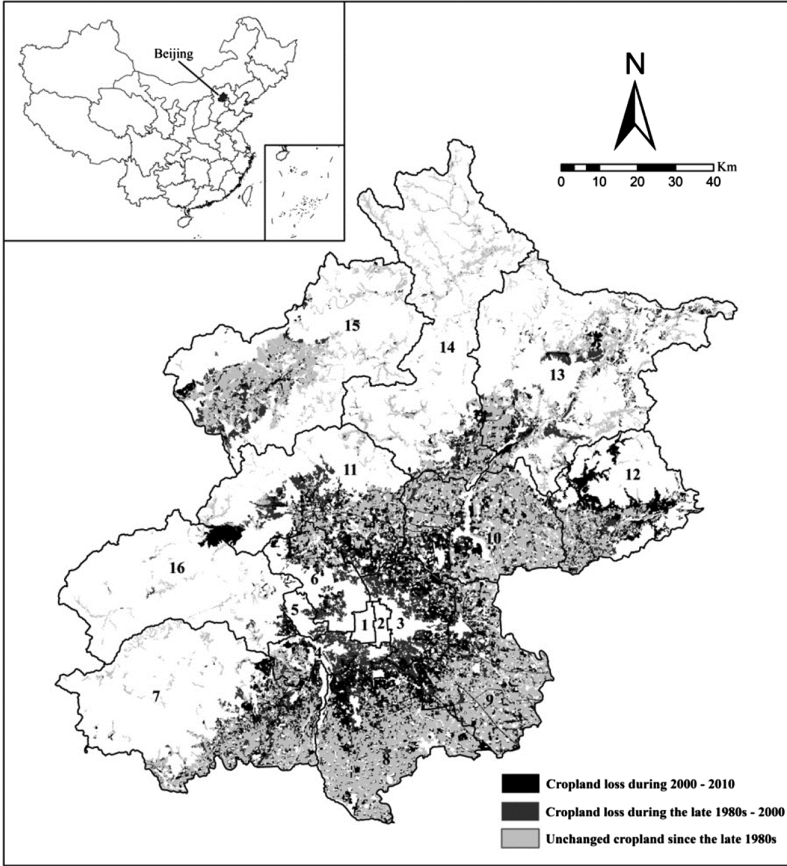 Beijing
N
Km
0 10 20 30 40
15
14
13
11
12
10
16
6
5
1 2 3
4
7
9
8
Cropland loss during 2000 - 2010
Cropland loss during the late 1980s - 2000
Unchanged cropland since the late 1980s